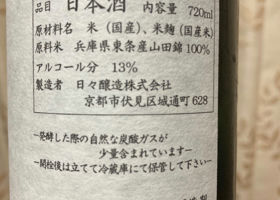 品目 日本酒 内容量 720ml
原材料名 米(国産)、米麹(国産米)
原料米 兵庫県東条産山田錦100%
アルコール分 13%
製造者 日々醸造株式会社
京都市伏見区城通町628
−発酵した際の自然な炭酸ガスが
少量含まれています−
−開栓後は立てて冷蔵庫にて保管して下さい−